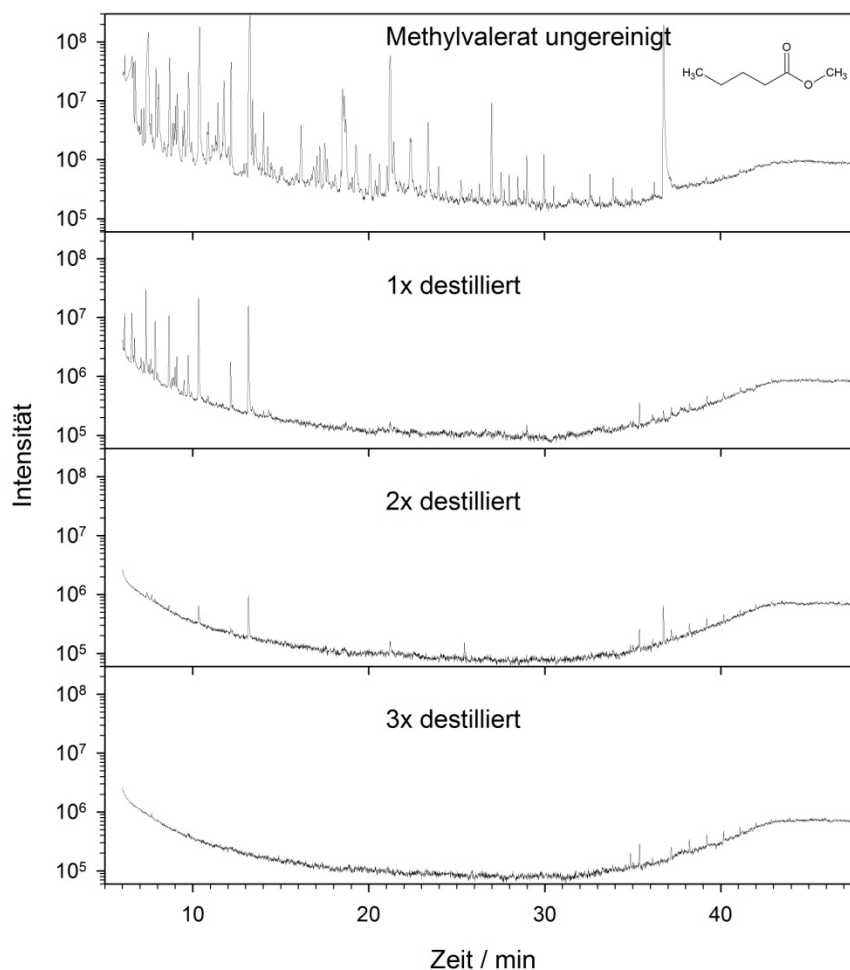 Methylvalerat ungereinigt
O
H₃C
O
CH₃
10⁸
10⁷
10⁶
10⁵
1x destilliert
10⁸
10⁷
10⁶
10⁵
2x destilliert
10⁸
10⁷
10⁶
10⁵
3x destilliert
10⁸
10⁷
10⁶
10⁵
Intensität
10 20 30 40
Zeit / min